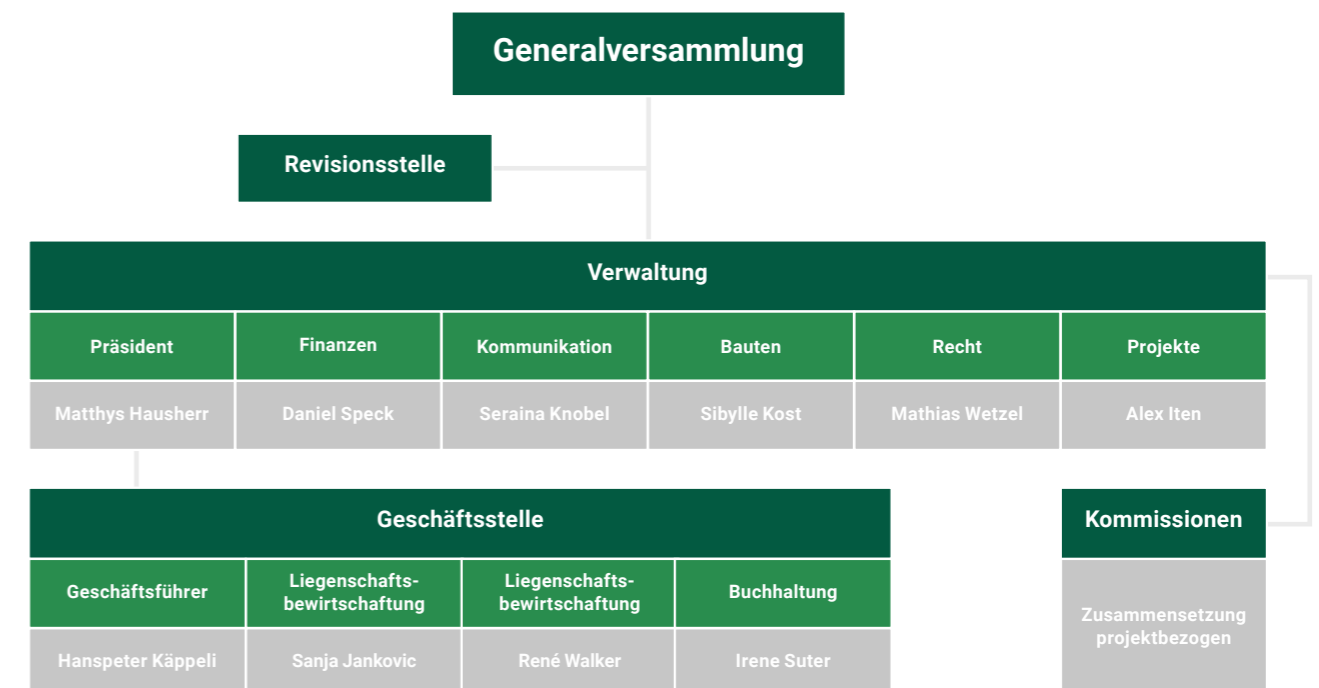 Generalversammlung
Revisionsstelle
Verwaltung
Präsident
Finanzen
Kommunikation
Bauten
Recht
Projekte
Matthys Hausherr
Daniel Speck
Seraina Knobel
Sibylle Kost
Mathias Wetzel
Alex Iten
Geschäftsstelle
Geschäftsführer
Liegenschafts-
bewirtschaftung
Liegenschafts-
bewirtschaftung
Buchhaltung
Hanspeter Käppeli
Sanja Jankovic
René Walker
Irene Suter
Kommissionen
Zusammensetzung
projektbezogen